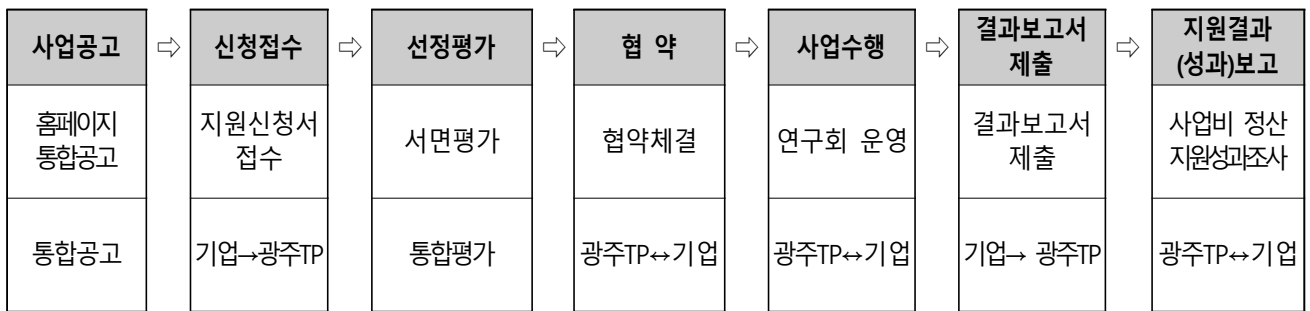 사업공고 ⇨ 신청접수 ⇨ 선정평가 ⇨ 협 약 ⇨ 사업수행 ⇨ 결과보고서 제출 ⇨ 지원결과 (성과)보고
홈페이지 통합공고
지원신청서 접수
서면평가
협약체결
연구회 운영
결과보고서 제출
사업비 정산 지원성과조사
통합공고
기업→광주TP
통합평가
광주TP↔기업
광주TP↔기업
기업→ 광주TP
광주TP↔기업